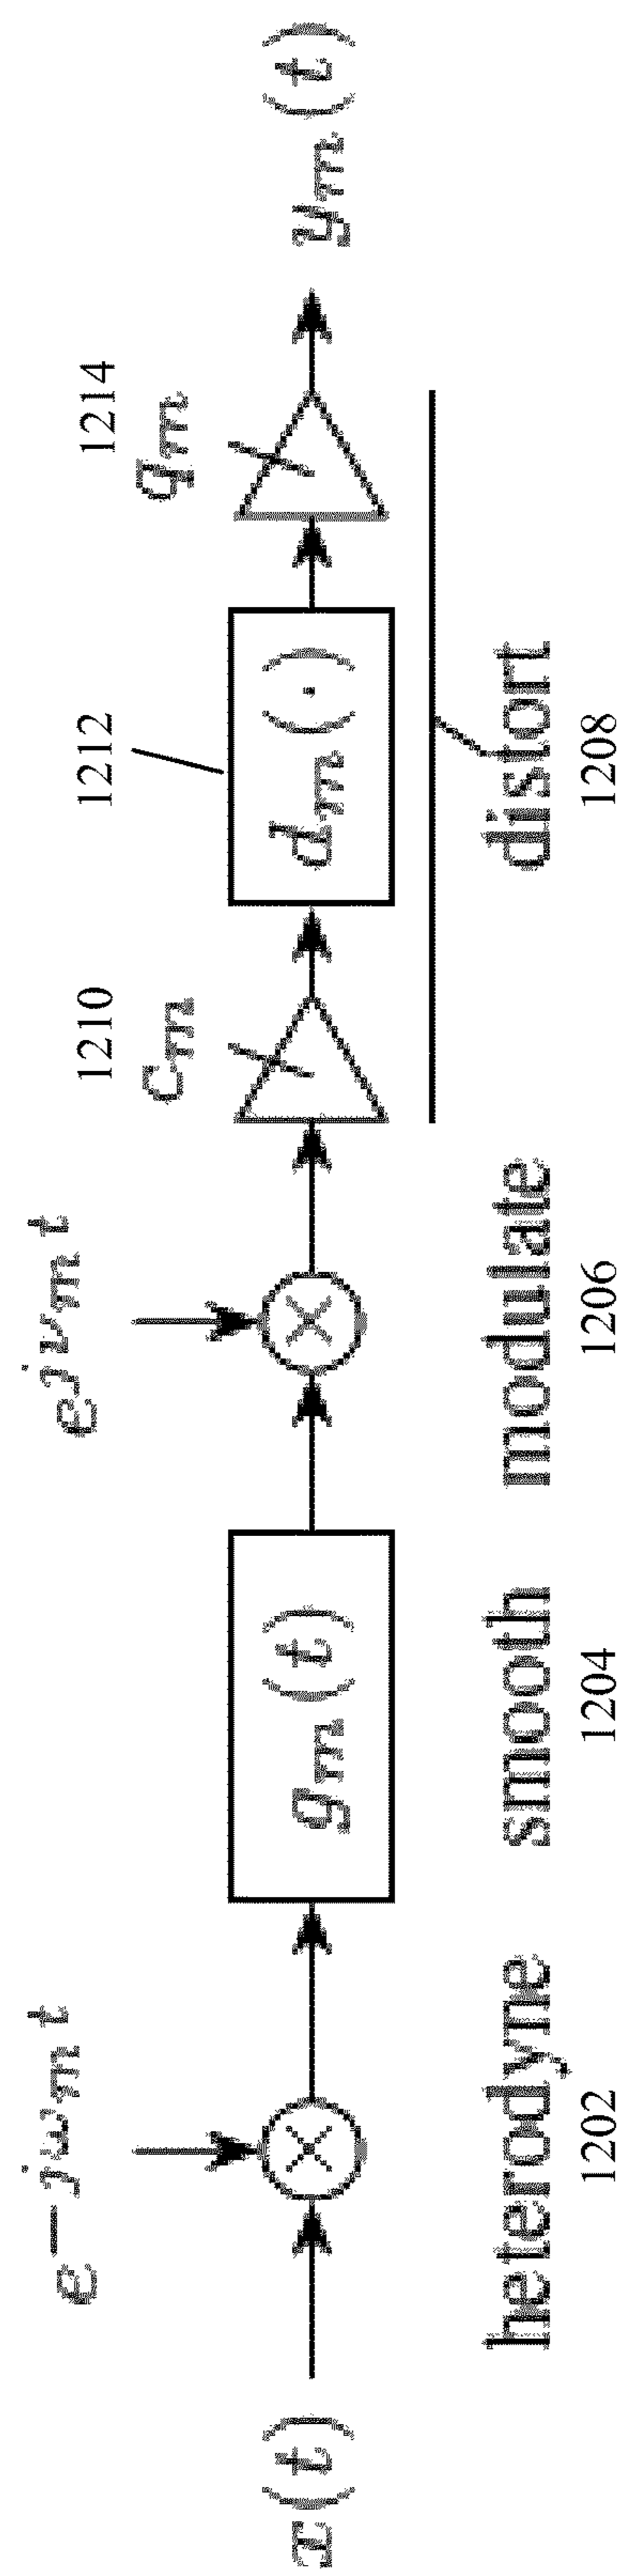 e^{-jω_m t}
e^{jν_m t}
1210
c_m
1212
1214
q_m
x(t)
g_m(t)
d_m(·)
y_m(t)
heterodyne
1202
smooth
1204
modulate
1206
distort
1208